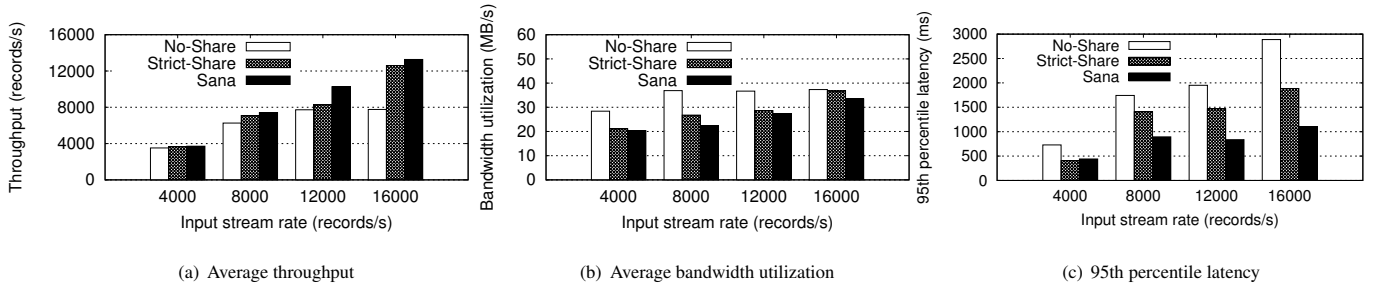 Throughput (records/s)
16000
12000
8000
4000
0
No-Share
Strict-Share
Sana
4000 8000 12000 16000
Input stream rate (records/s)
(a) Average throughput
Bandwidth utilization (MB/s)
60
50
40
30
20
10
0
No-Share
Strict-Share
Sana
4000 8000 12000 16000
Input stream rate (records/s)
(b) Average bandwidth utilization
95th percentile latency (ms)
3000
2500
2000
1500
1000
500
0
No-Share
Strict-Share
Sana
4000 8000 12000 16000
Input stream rate (records/s)
(c) 95th percentile latency